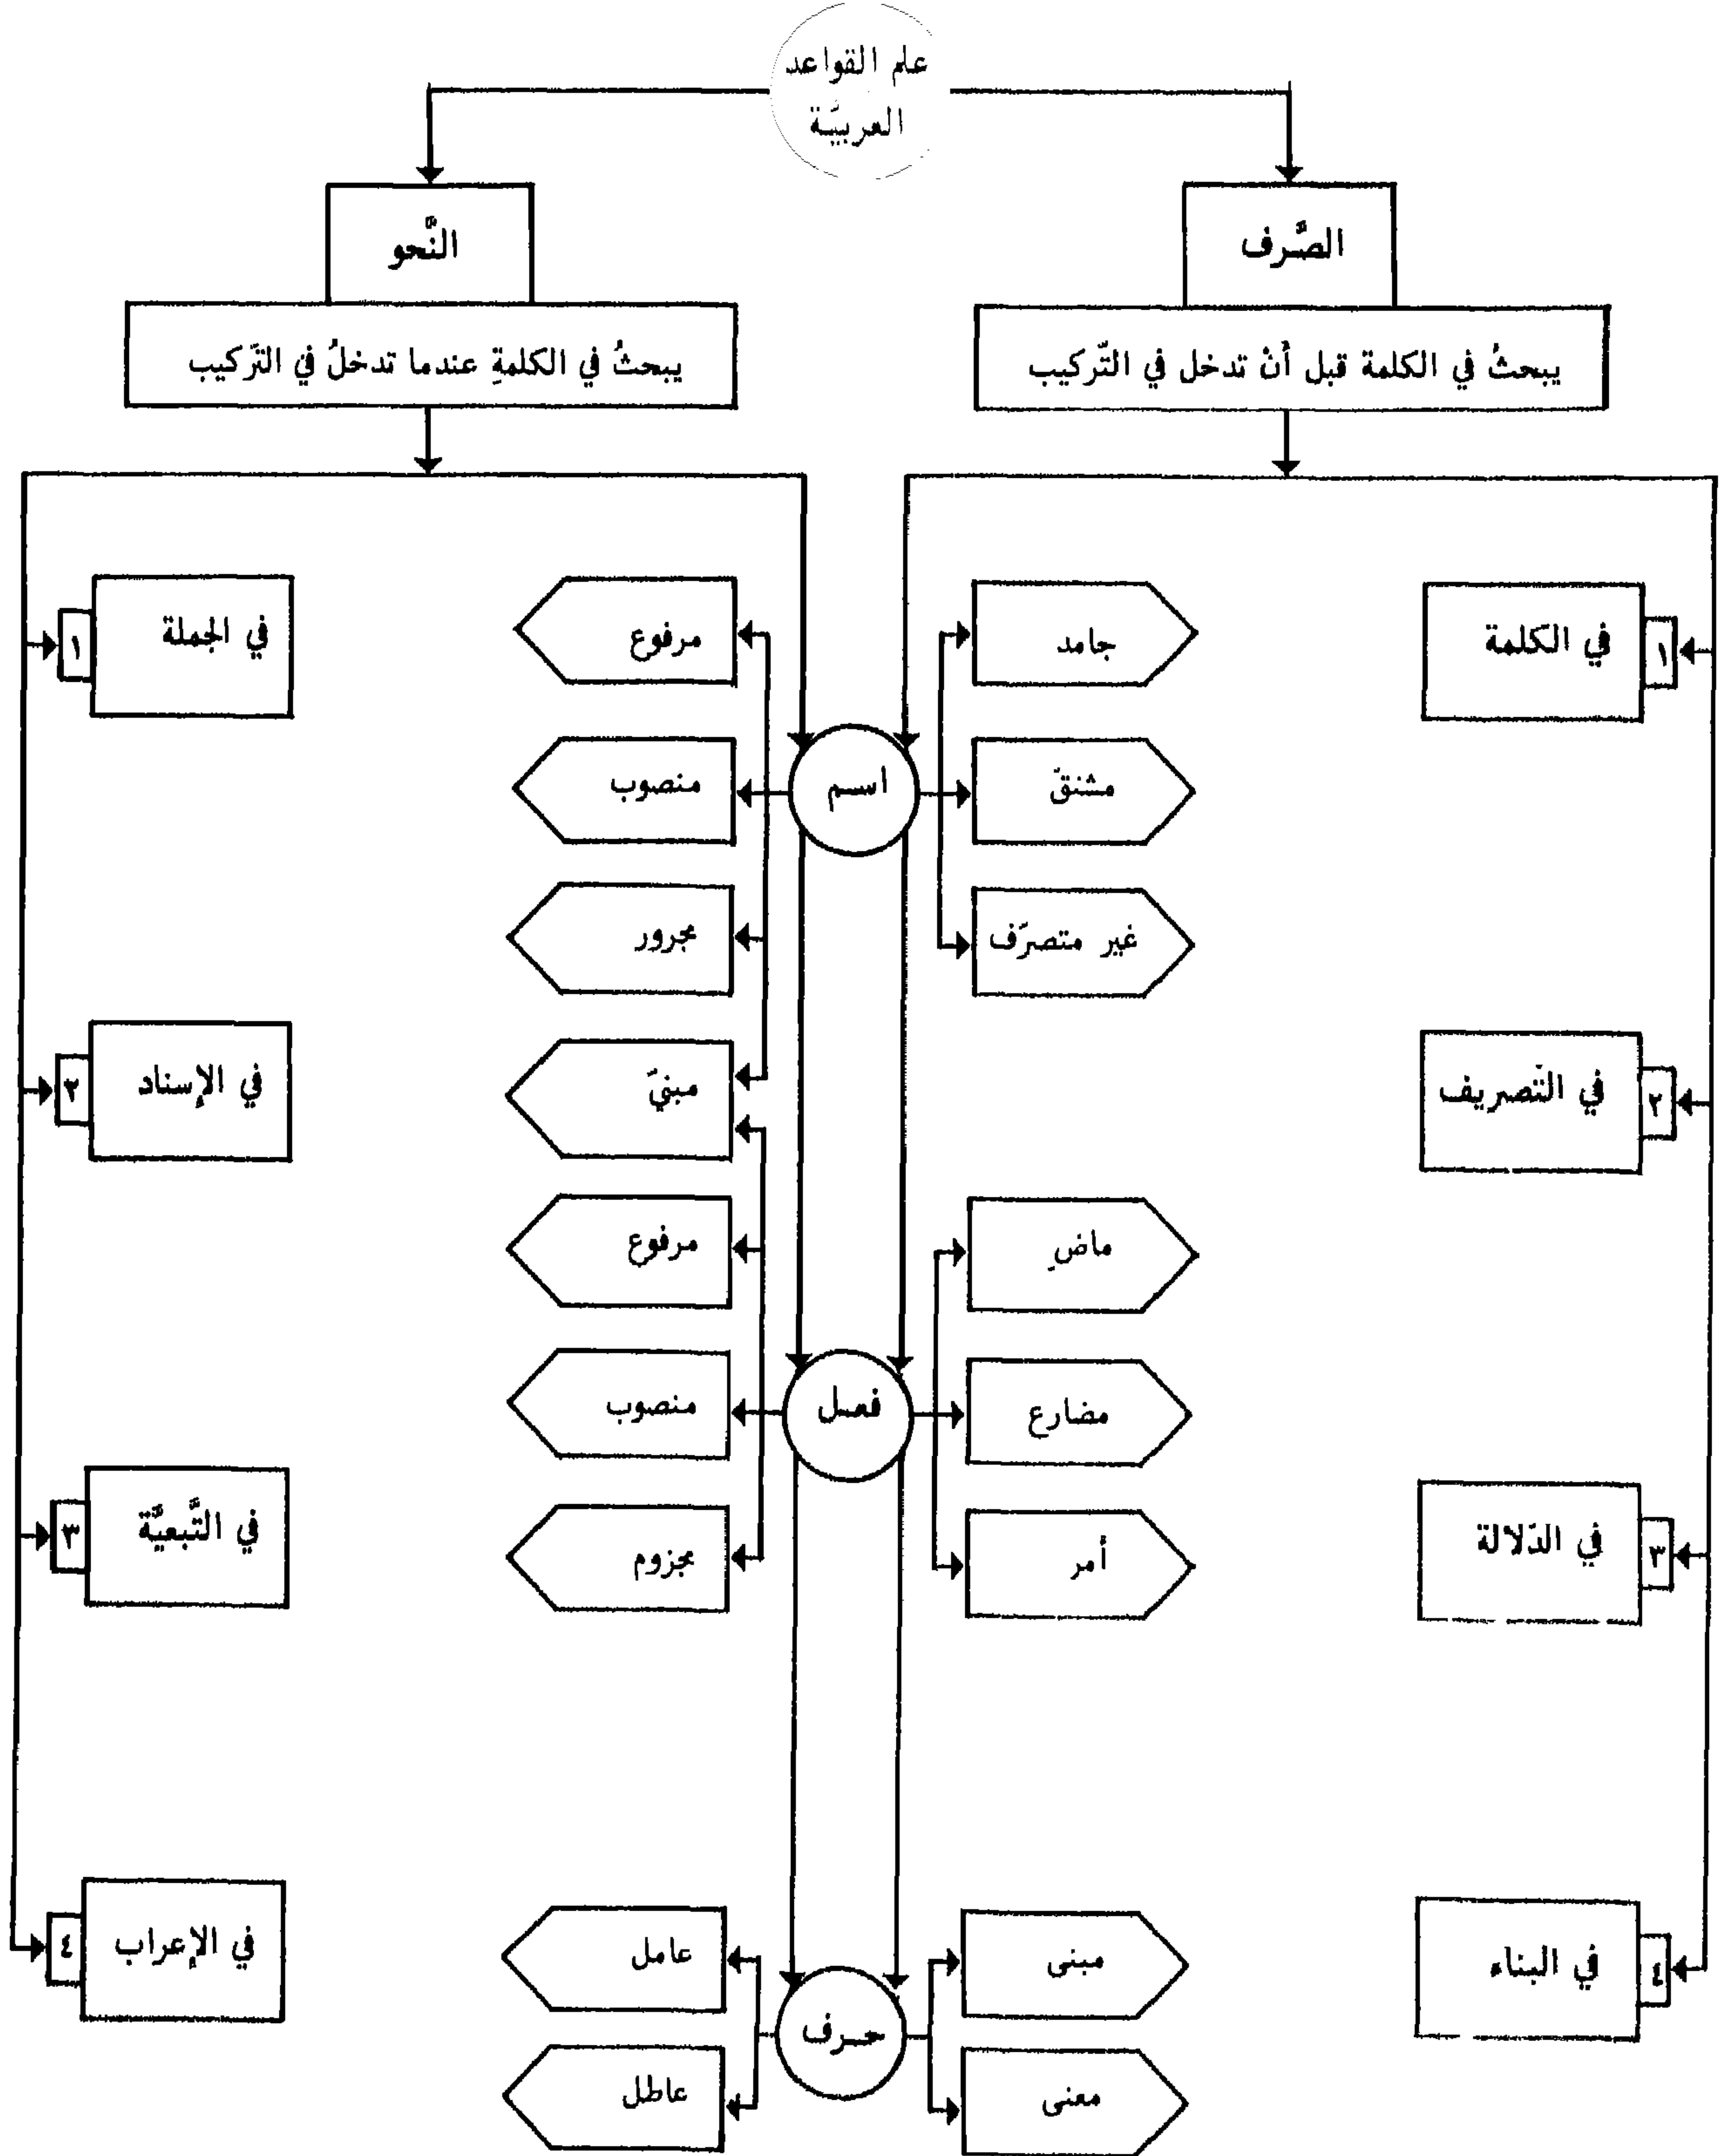 علم القواعد
العربيّة
الصَّرف
النَّحو
يبحثُ في الكلمة قبل أنْ تدخل في التّركيب
يبحثُ في الكلمةِ عندما تدخلُ في التّركيب
١
في الكلمة
جامد
مرفوع
في الجملة
١
مشتقّ
اسم
منصوب
غير متصرّف
مجرور
٢
في التّصريف
مبنيّ
في الإسناد
٢
ماضٍ
مرفوع
مضارع
فعل
منصوب
٣
في الدّلالة
أمر
مجزوم
في التَّبعيَّة
٣
٤
في البناء
مبنى
عامل
في الإعراب
٤
حرف
معنى
عاطل